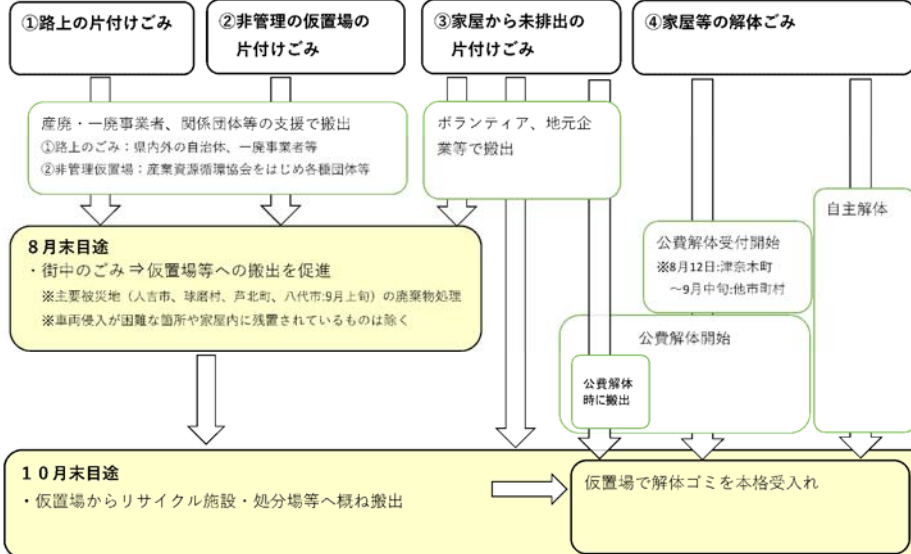 ①路上の片付けごみ
②非管理の仮置場の
片付けごみ
③家屋から未排出の
片付けごみ
④家屋等の解体ごみ
産廃・一廃事業者、関係団体等の支援で搬出
①路上のごみ：県内外の自治体、一廃事業者等
②非管理仮置場：産業資源循環協会をはじめ各種団体等
ボランティア、地元企
業等で搬出
自主解体
公費解体受付開始
※8月12日:津奈木町
～9月中旬:他市町村
８月末目途
・街中のごみ⇒仮置場等への搬出を促進
※主要被災地（人吉市、球磨村、芦北町、八代市:9月上旬）の廃棄物処理
※車両侵入が困難な箇所や家屋内に残置されているものは除く
公費解体開始
公費解体
時に搬出
１０月末目途
・仮置場からリサイクル施設・処分場等へ概ね搬出
仮置場で解体ゴミを本格受入れ